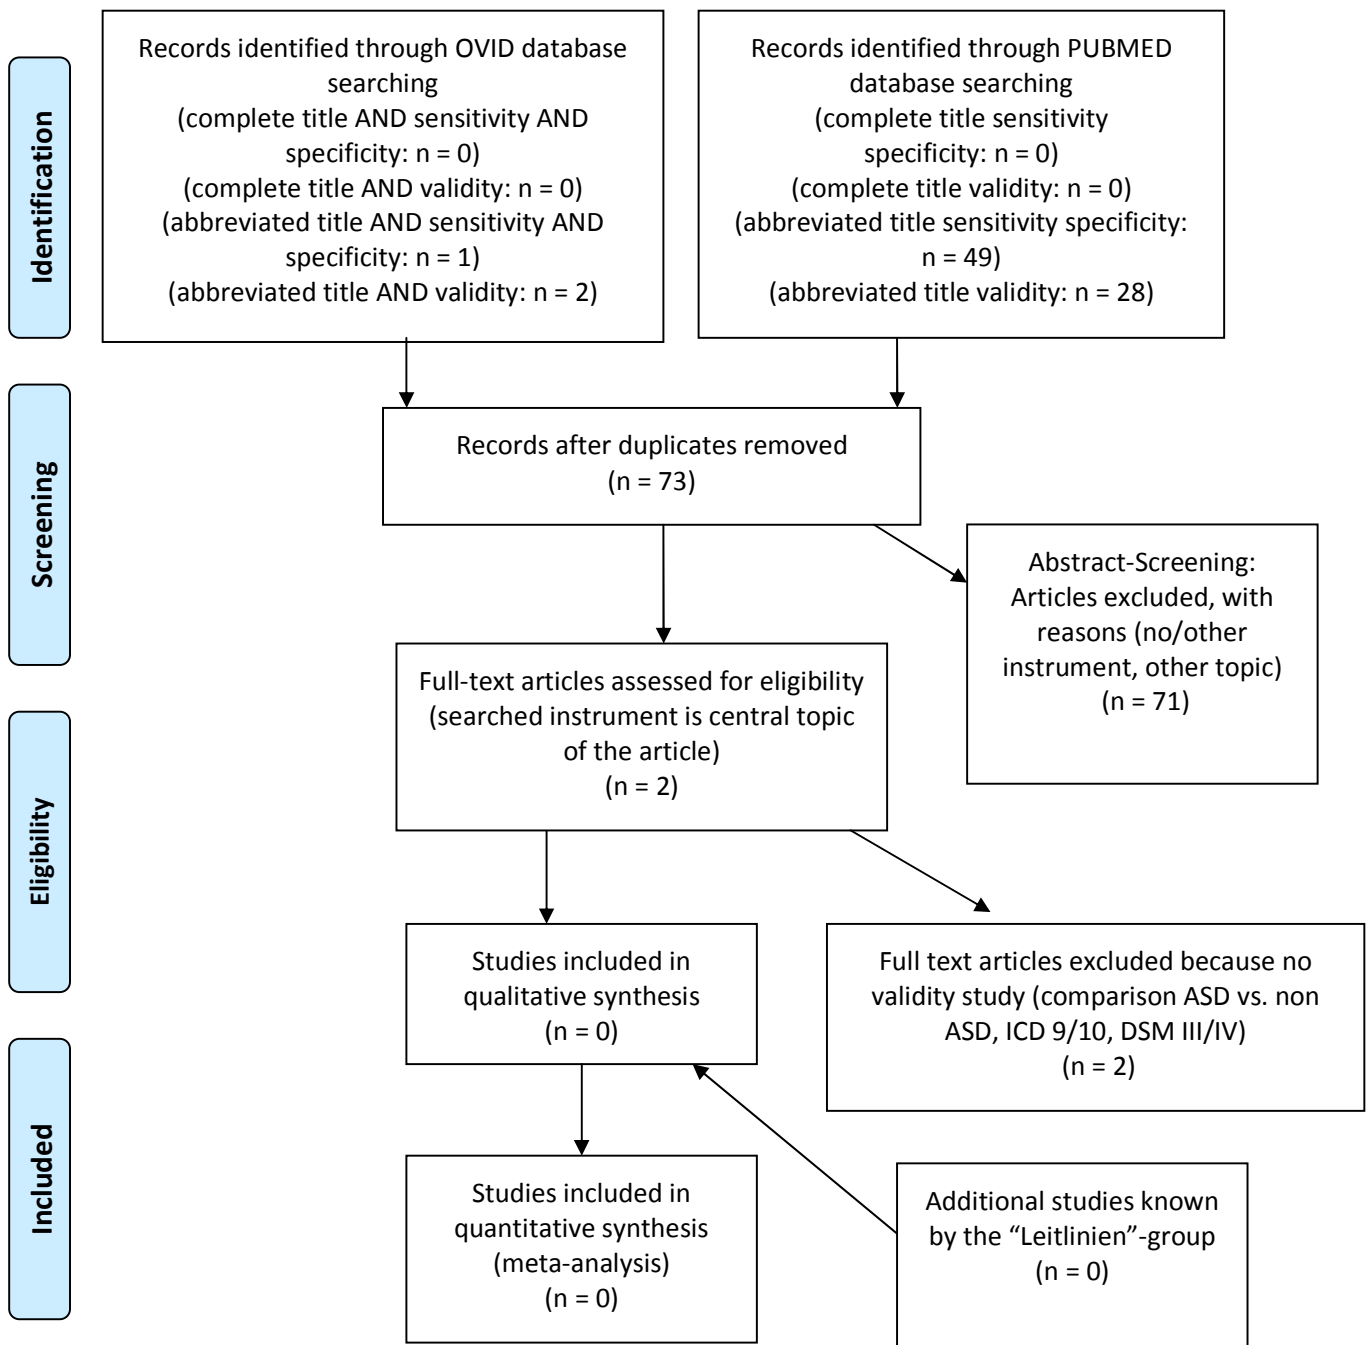 Identification
Records identified through OVID database
searching
(complete title AND sensitivity AND
specificity: n = 0)
(complete title AND validity: n = 0)
(abbreviated title AND sensitivity AND
specificity: n = 1)
(abbreviated title AND validity: n = 2)
Records identified through PUBMED
database searching
(complete title sensitivity
specificity: n = 0)
(complete title validity: n = 0)
(abbreviated title sensitivity specificity:
n = 49)
(abbreviated title validity: n = 28)
Screening
Records after duplicates removed
(n = 73)
Abstract-Screening:
Articles excluded, with
reasons (no/other
instrument, other topic)
(n = 71)
Eligibility
Full-text articles assessed for eligibility
(searched instrument is central topic
of the article)
(n = 2)
Full text articles excluded because no
validity study (comparison ASD vs. non
ASD, ICD 9/10, DSM III/IV)
(n = 2)
Studies included in
qualitative synthesis
(n = 0)
Included
Studies included in
quantitative synthesis
(meta-analysis)
(n = 0)
Additional studies known
by the “Leitlinien”-group
(n = 0)